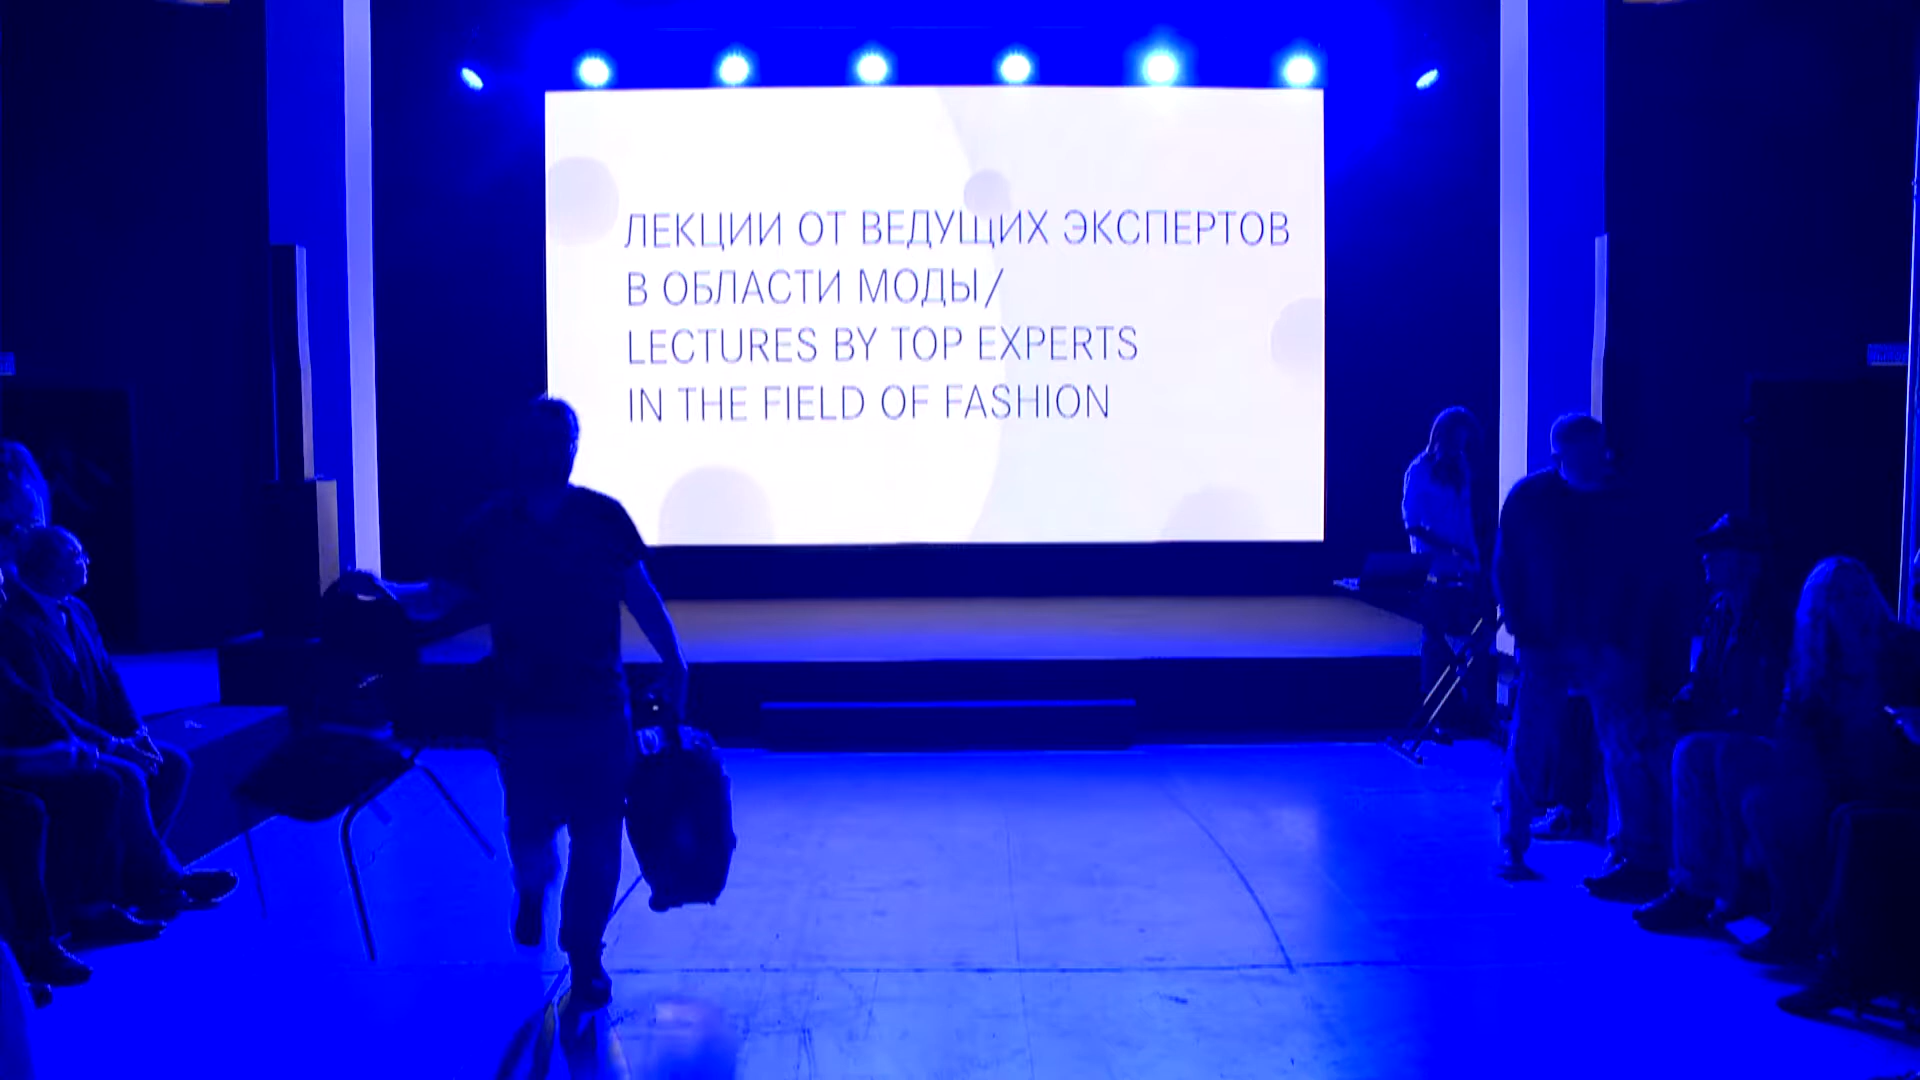 ЛЕКЦИИ ОТ ВЕДУЩИХ ЭКСПЕРТОВ
В ОБЛАСТИ МОДЫ/
LECTURES BY TOP EXPERTS
IN THE FIELD OF FASHION